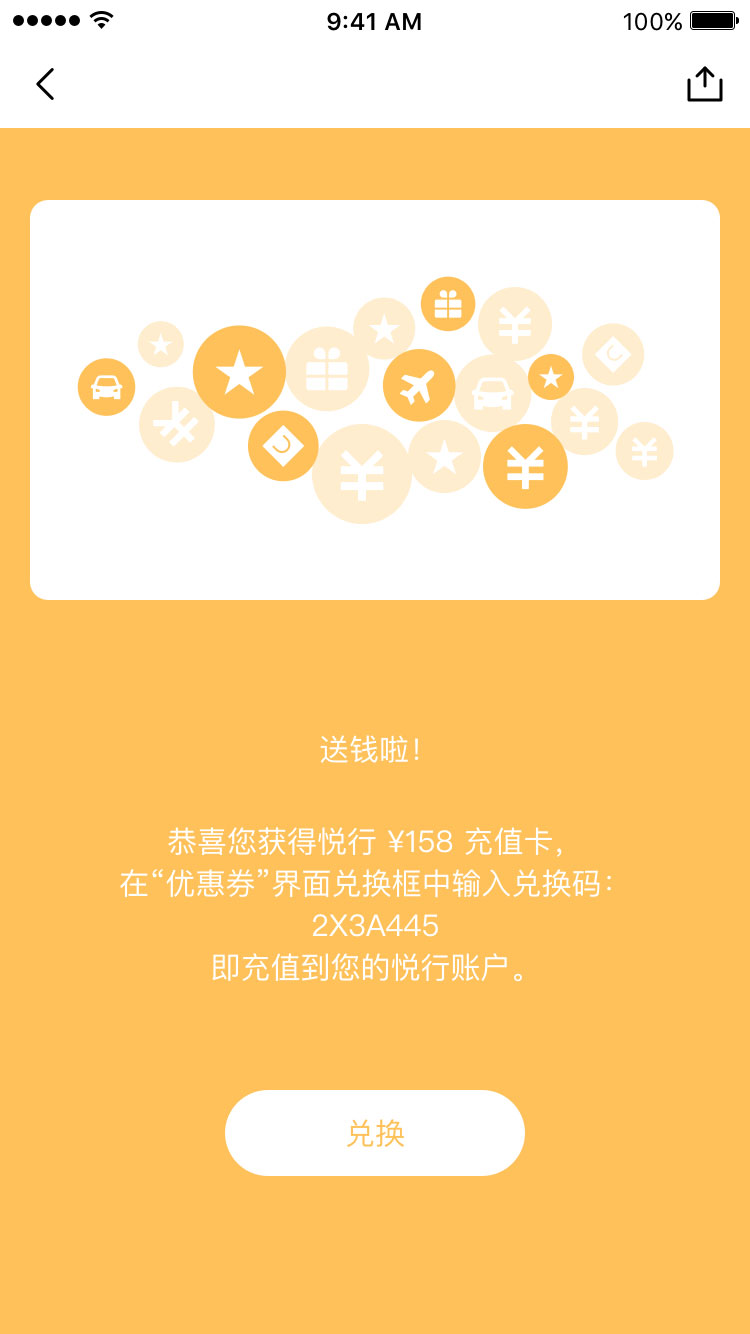 9:41 AM
100%
送钱啦！
恭喜您获得悦行 ¥158 充值卡，
在“优惠券”界面兑换框中输入兑换码：
2X3A445
即充值到您的悦行账户。
兑换